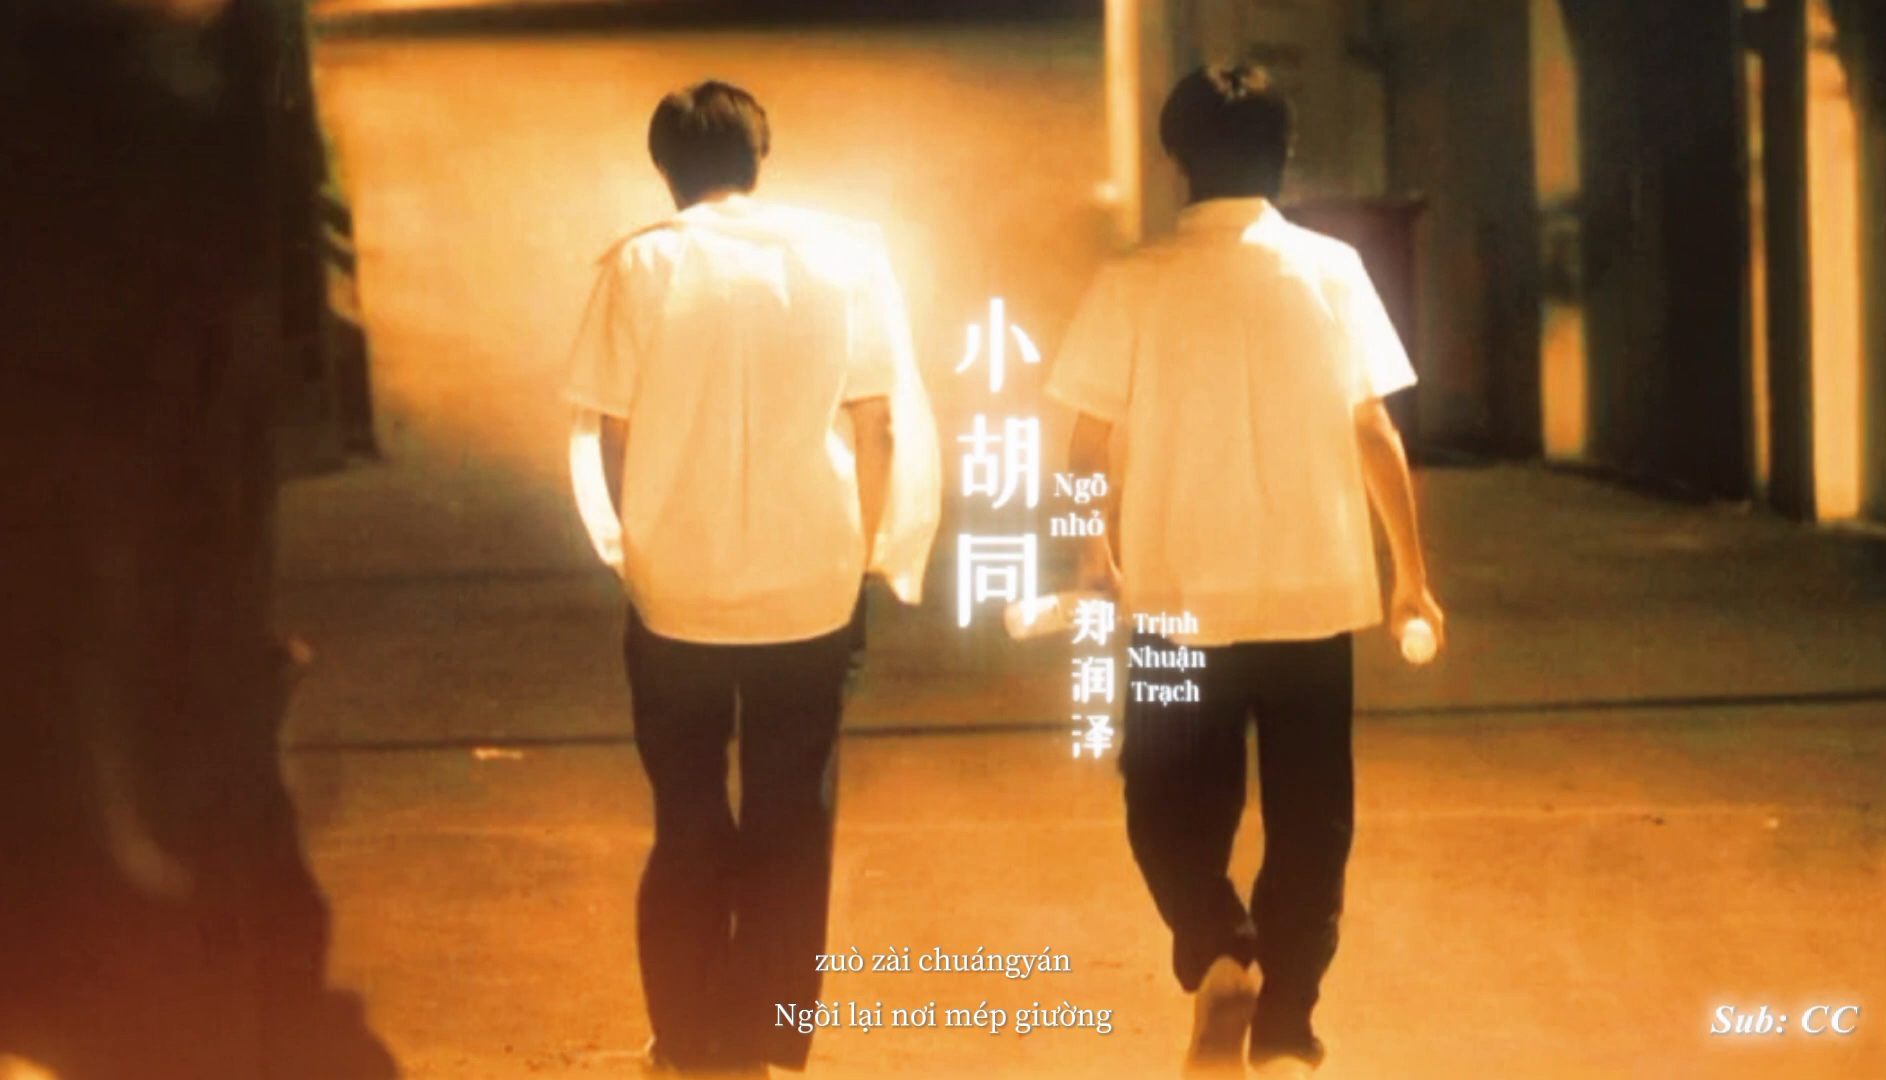 小胡同
Ngõ
nhỏ
郑润泽
Trịnh
Nhuận
Trạch
zuò zài chuángyán
Ngồi lại nơi mép giường
Sub: CC